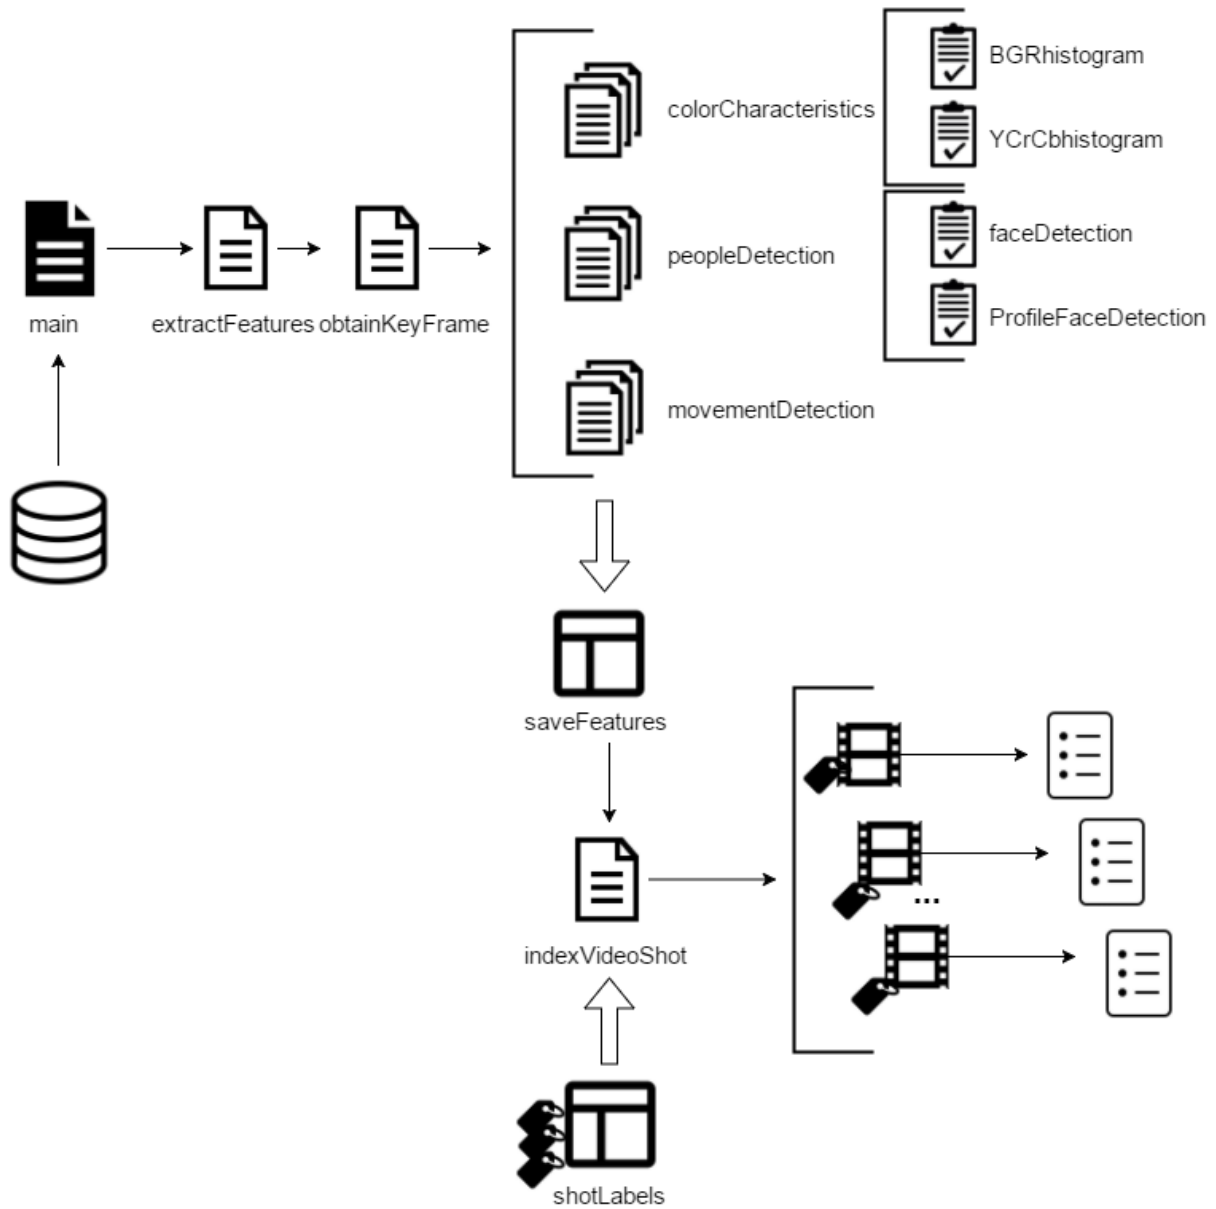 BGRhistogram
colorCharacteristics
YCrCbhistogram
faceDetection
peopleDetection
ProfileFaceDetection
main
extractFeatures
obtainKeyFrame
movementDetection
saveFeatures
...
indexVideoShot
shotLabels